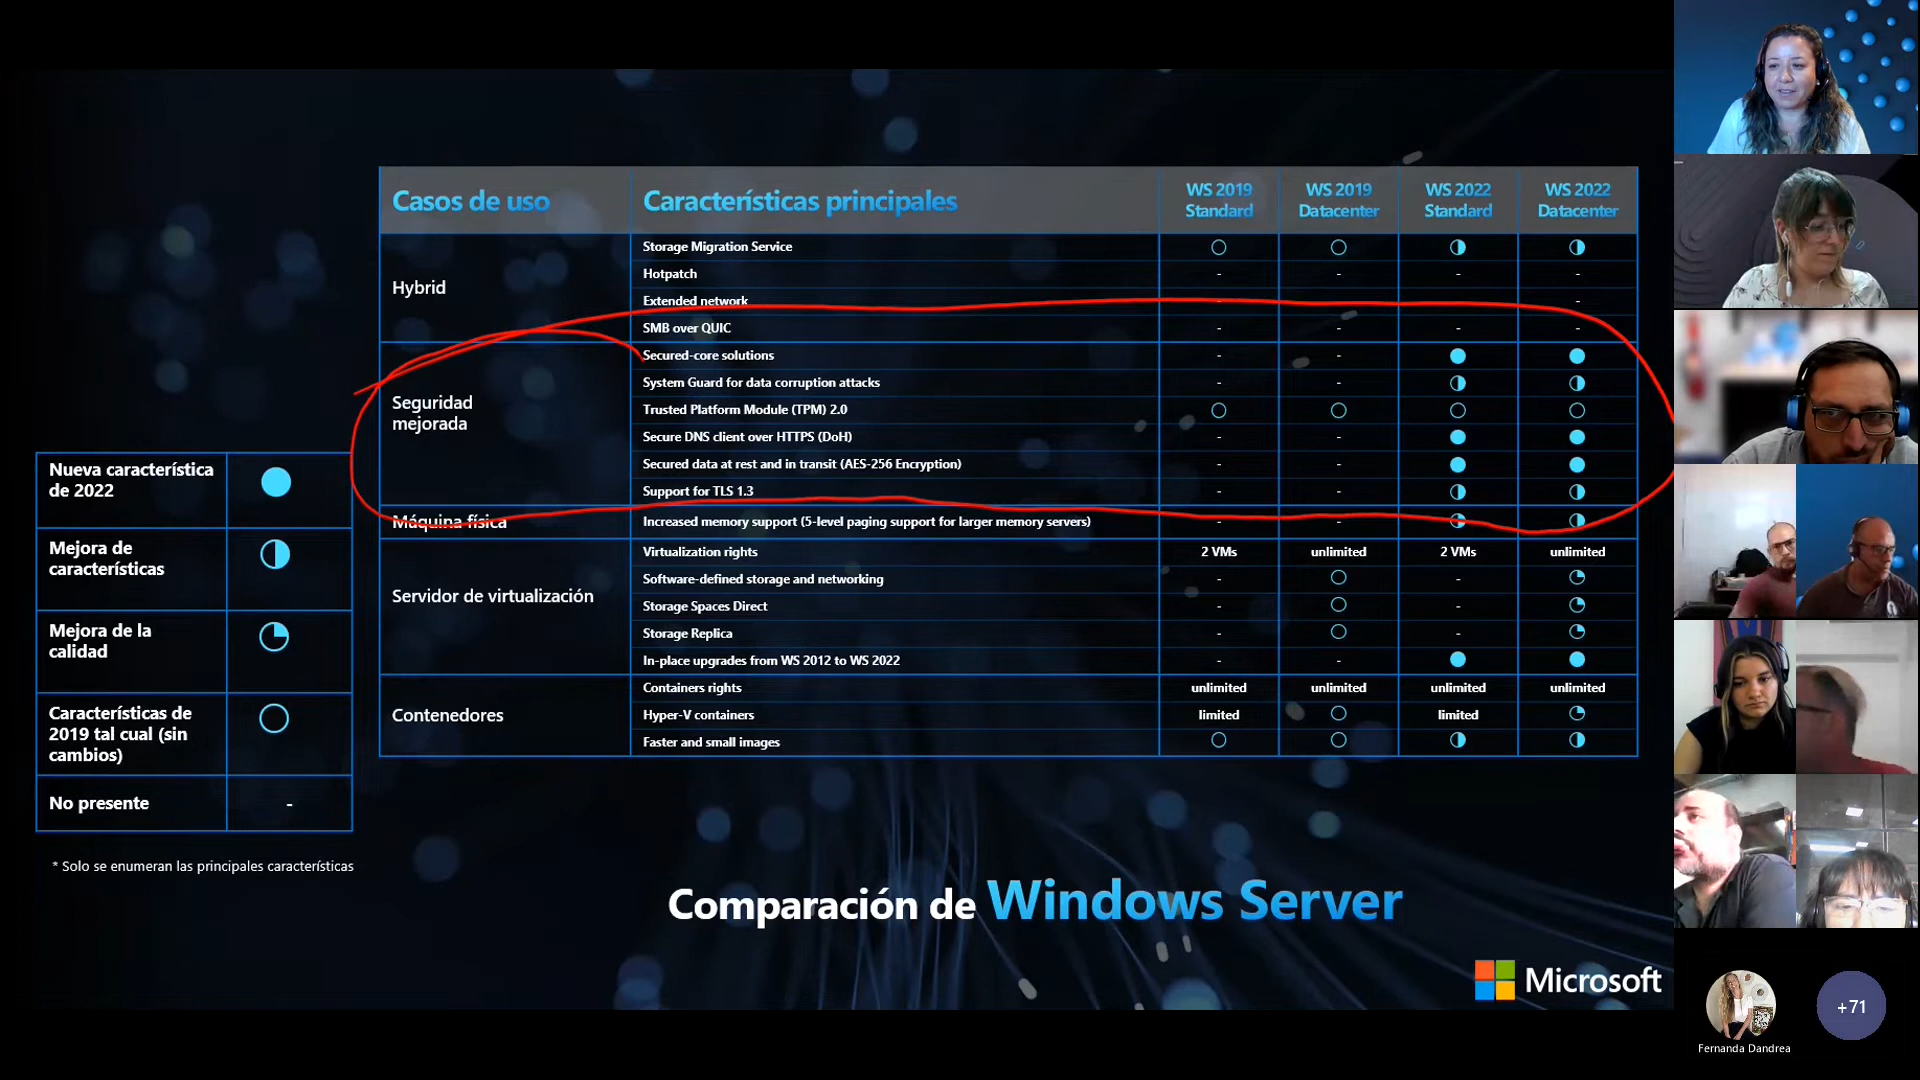 Casos de uso
Características principales
WS 2019
Standard
WS 2019
Datacenter
WS 2022
Standard
WS 2022
Datacenter
Hybrid
Storage Migration Service
Hotpatch
- - - -
Extended network
- -
SMB over QUIC
- - - -
Seguridad
mejorada
Secured-core solutions
- -
System Guard for data corruption attacks
- -
Trusted Platform Module (TPM) 2.0
Secure DNS client over HTTPS (DoH)
- -
Secured data at rest and in transit (AES-256 Encryption)
- -
Support for TLS 1.3
- -
Máquina física
Increased memory support (5-level paging support for larger memory servers)
- -
Servidor de virtualización
Virtualization rights
2 VMs unlimited 2 VMs unlimited
Software-defined storage and networking
- -
Storage Spaces Direct
- -
Storage Replica
- -
In-place upgrades from WS 2012 to WS 2022
- -
Contenedores
Containers rights
unlimited unlimited unlimited unlimited
Hyper-V containers
limited limited
Faster and small images
Nueva característica
de 2022
Mejora de
características
Mejora de la
calidad
Características de
2019 tal cual (sin
cambios)
No presente
-
* Solo se enumeran las principales características
Comparación de Windows Server
Microsoft
+71
Fernanda Dandrea